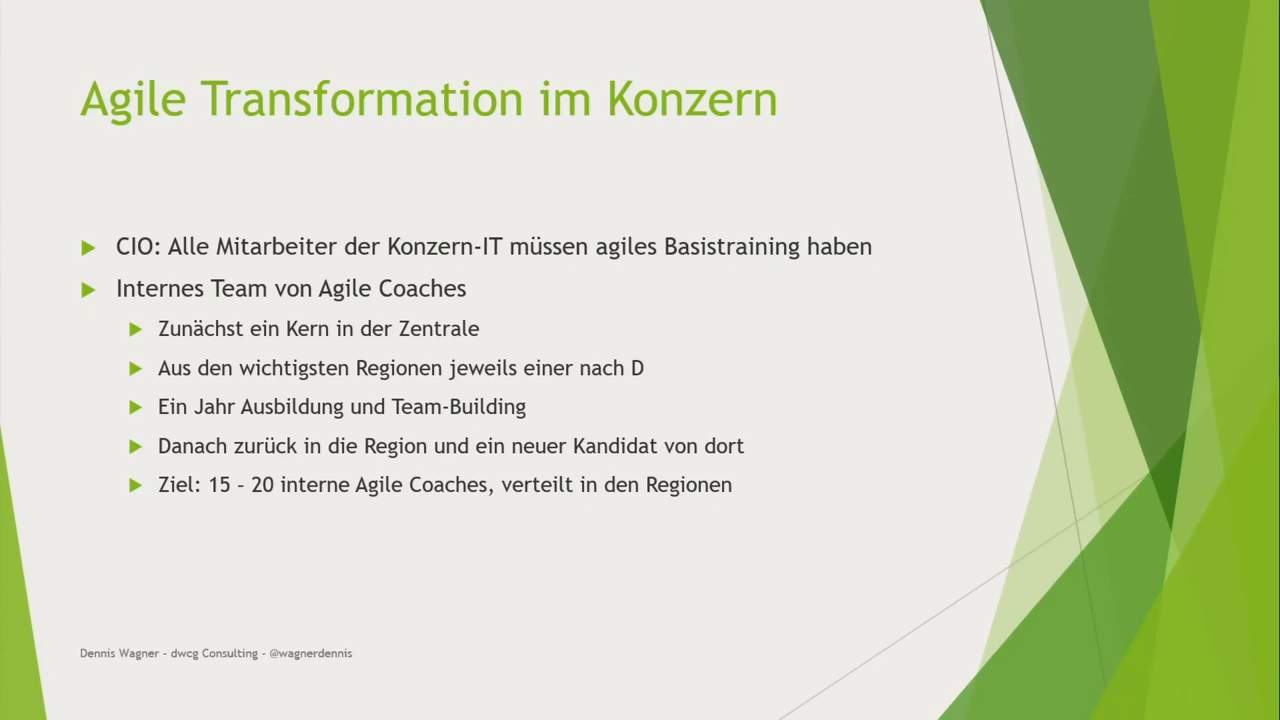 Agile Transformation im Konzern
CIO: Alle Mitarbeiter der Konzern-IT müssen agiles Basistraining haben
Internes Team von Agile Coaches
Zunächst ein Kern in der Zentrale
Aus den wichtigsten Regionen jeweils einer nach D
Ein Jahr Ausbildung und Team-Building
Danach zurück in die Region und ein neuer Kandidat von dort
Ziel: 15 – 20 interne Agile Coaches, verteilt in den Regionen
Dennis Wagner - dwcg Consulting - @wagnerdennis